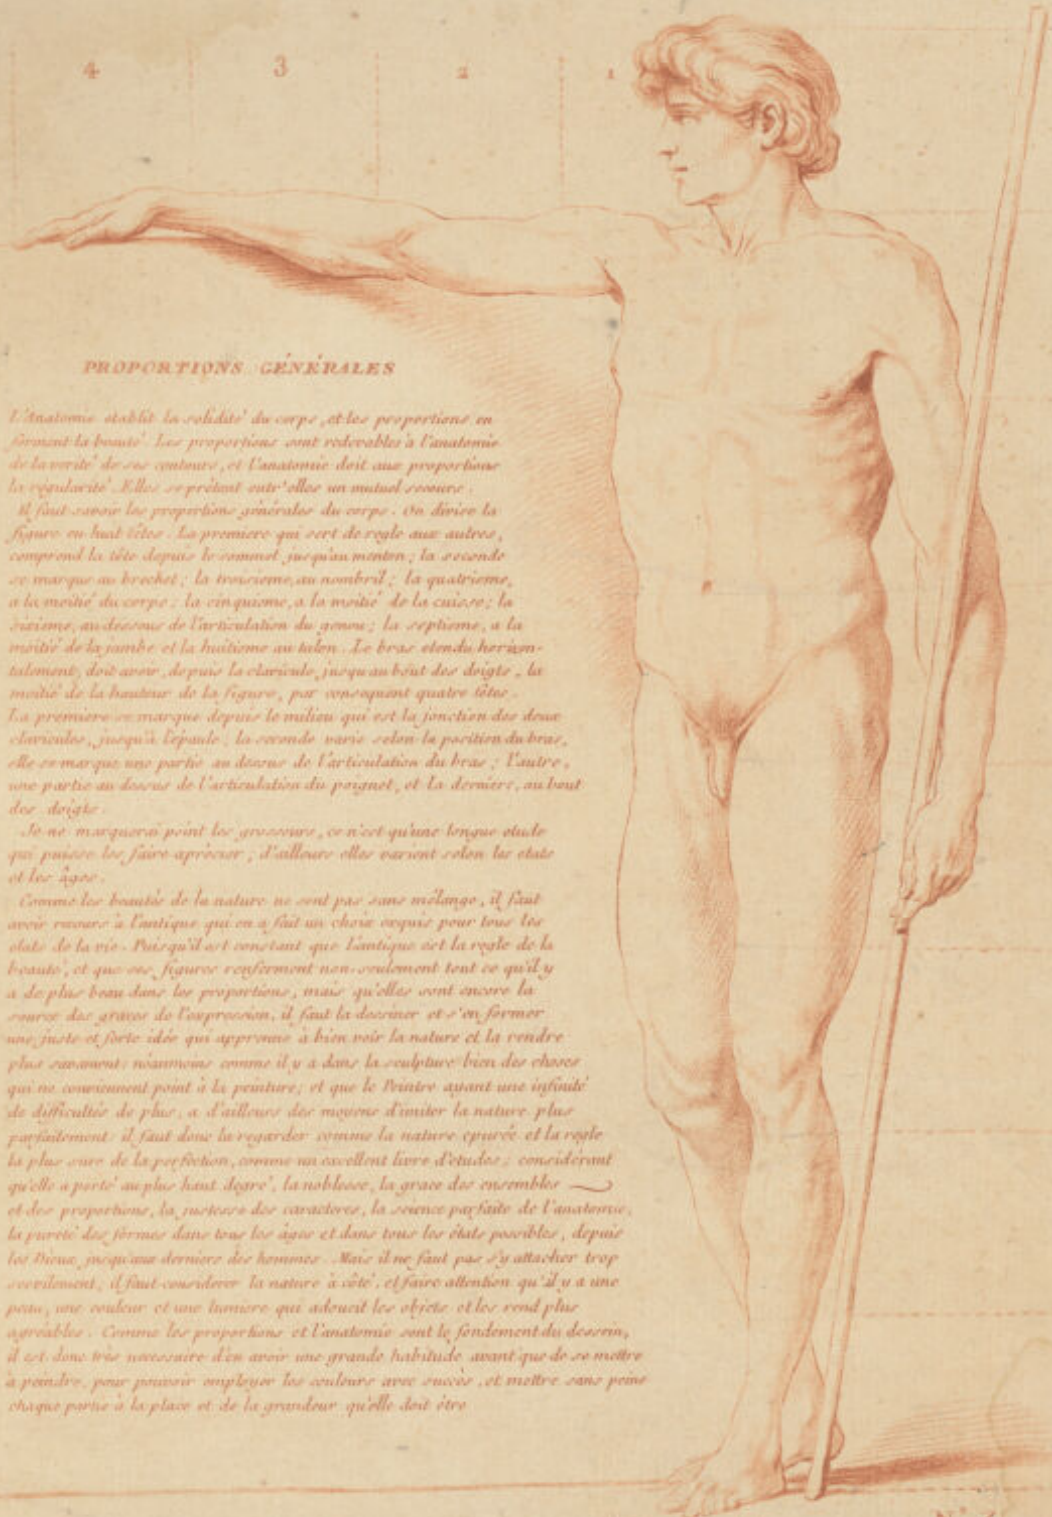 4 3 2 1
PROPORTIONS GÉNÉRALES
L'Anatomie établit la solidité du corps, et les proportions en
forment la beauté. Les proportions sont redevables à l'anatomie
de la verité de ses contours, et l'anatomie doit aux proportions
la régularité. Elles se prêtent entr'elles un mutuel secours.
Il faut savoir les proportions générales du corps. On divise la
figure en huit têtes. La premiere qui sert de regle aux autres,
comprend la tête depuis le sommet, jusqu'au menton; la seconde
se marque au brechet; la troisieme, au nombril; la quatrieme,
a la moitié du corps; la cinquieme, a la moitié de la cuisse; la
sixieme, au dessous de l'articulation du genou; la septieme, a la
moitié de la jambe et la huitieme au talon. Le bras etendu horizon-
talement, doit avoir, depuis la clavicule, jusqu'au bout des doigts, la
moitié de la hauteur de la figure, par consequent quatre têtes.
La premiere se marque depuis le milieu qui est la jonction des deux
clavicules, jusqu'à l'épaule; la seconde varie selon la position du bras,
elle se marque une partie au dessus de l'articulation du bras; l'autre,
une partie au dessus de l'articulation du poignet, et la derniere, au bout
des doigts.
Je ne marquerai point les grosseurs, ce n'est qu'une longue etude
qui puisse les faire aprécier, d'ailleurs elles varient selon les etats
et les âges.
Comme les beautés de la nature ne sont pas sans mélange, il faut
avoir recours à l'antique qui en a fait un choix exquis pour tous les
etats de la vie. Puisqu'il est constant que l'antique est la regle de la
beauté, et que ses figures renferment non-seulement tout ce qu'il y
a de plus beau dans les proportions, mais qu'elles sont encore la
source des graces de l'expression, il faut la dessiner et s'en former
une juste et forte idée qui apprenne à bien voir la nature et la rendre
plus surement: néanmoins comme il y a dans la sculpture bien des choses
qui ne conviennent point à la peinture; et que le Peintre ayant une infinité
de difficultés de plus, a d'ailleurs des moyens d'imiter la nature plus
parfaitement: il faut donc la regarder comme la nature epurée et la regle
la plus sure de la perfection, comme un excellent livre d'etudes; considérant
qu'elle a porté au plus haut degré, la noblesse, la grace des ensembles
et des proportions, la justesse des caracteres, la science parfaite de l'anatomie,
la pureté des formes dans tous les âges et dans tous les états possibles, depuis
les Dieux jusqu'aux derniers des hommes. Mais il ne faut pas s'y attacher trop
servilement, il faut considerer la nature à côté, et faire attention qu'il y a une
peau, une couleur et une lumiere qui adoucit les objets et les rend plus
agréables. Comme les proportions et l'anatomie sont le fondement du dessein,
il est donc très necessaire d'en avoir une grande habitude avant que de se mettre
à peindre, pour pouvoir employer les couleurs avec succès, et mettre sans peine
chaque partie à la place et de la grandeur qu'elle doit être